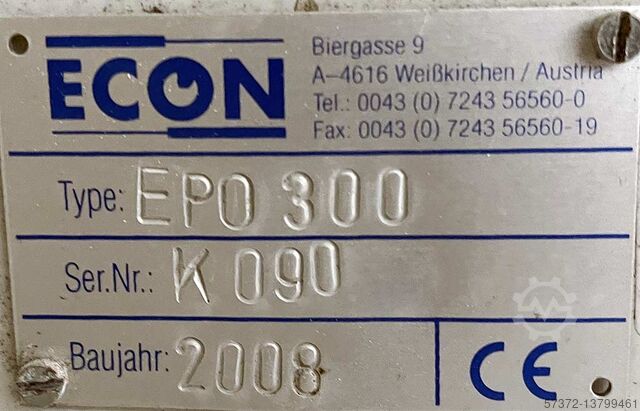 ECON
Biergasse 9
A–4616 Weißkirchen / Austria
Tel.: 0043 (0) 7243 56560-0
Fax: 0043 (0) 7243 56560-19
Type: EPO 300
Ser.Nr.: K 090
Baujahr: 2008
CE
57372-13799461